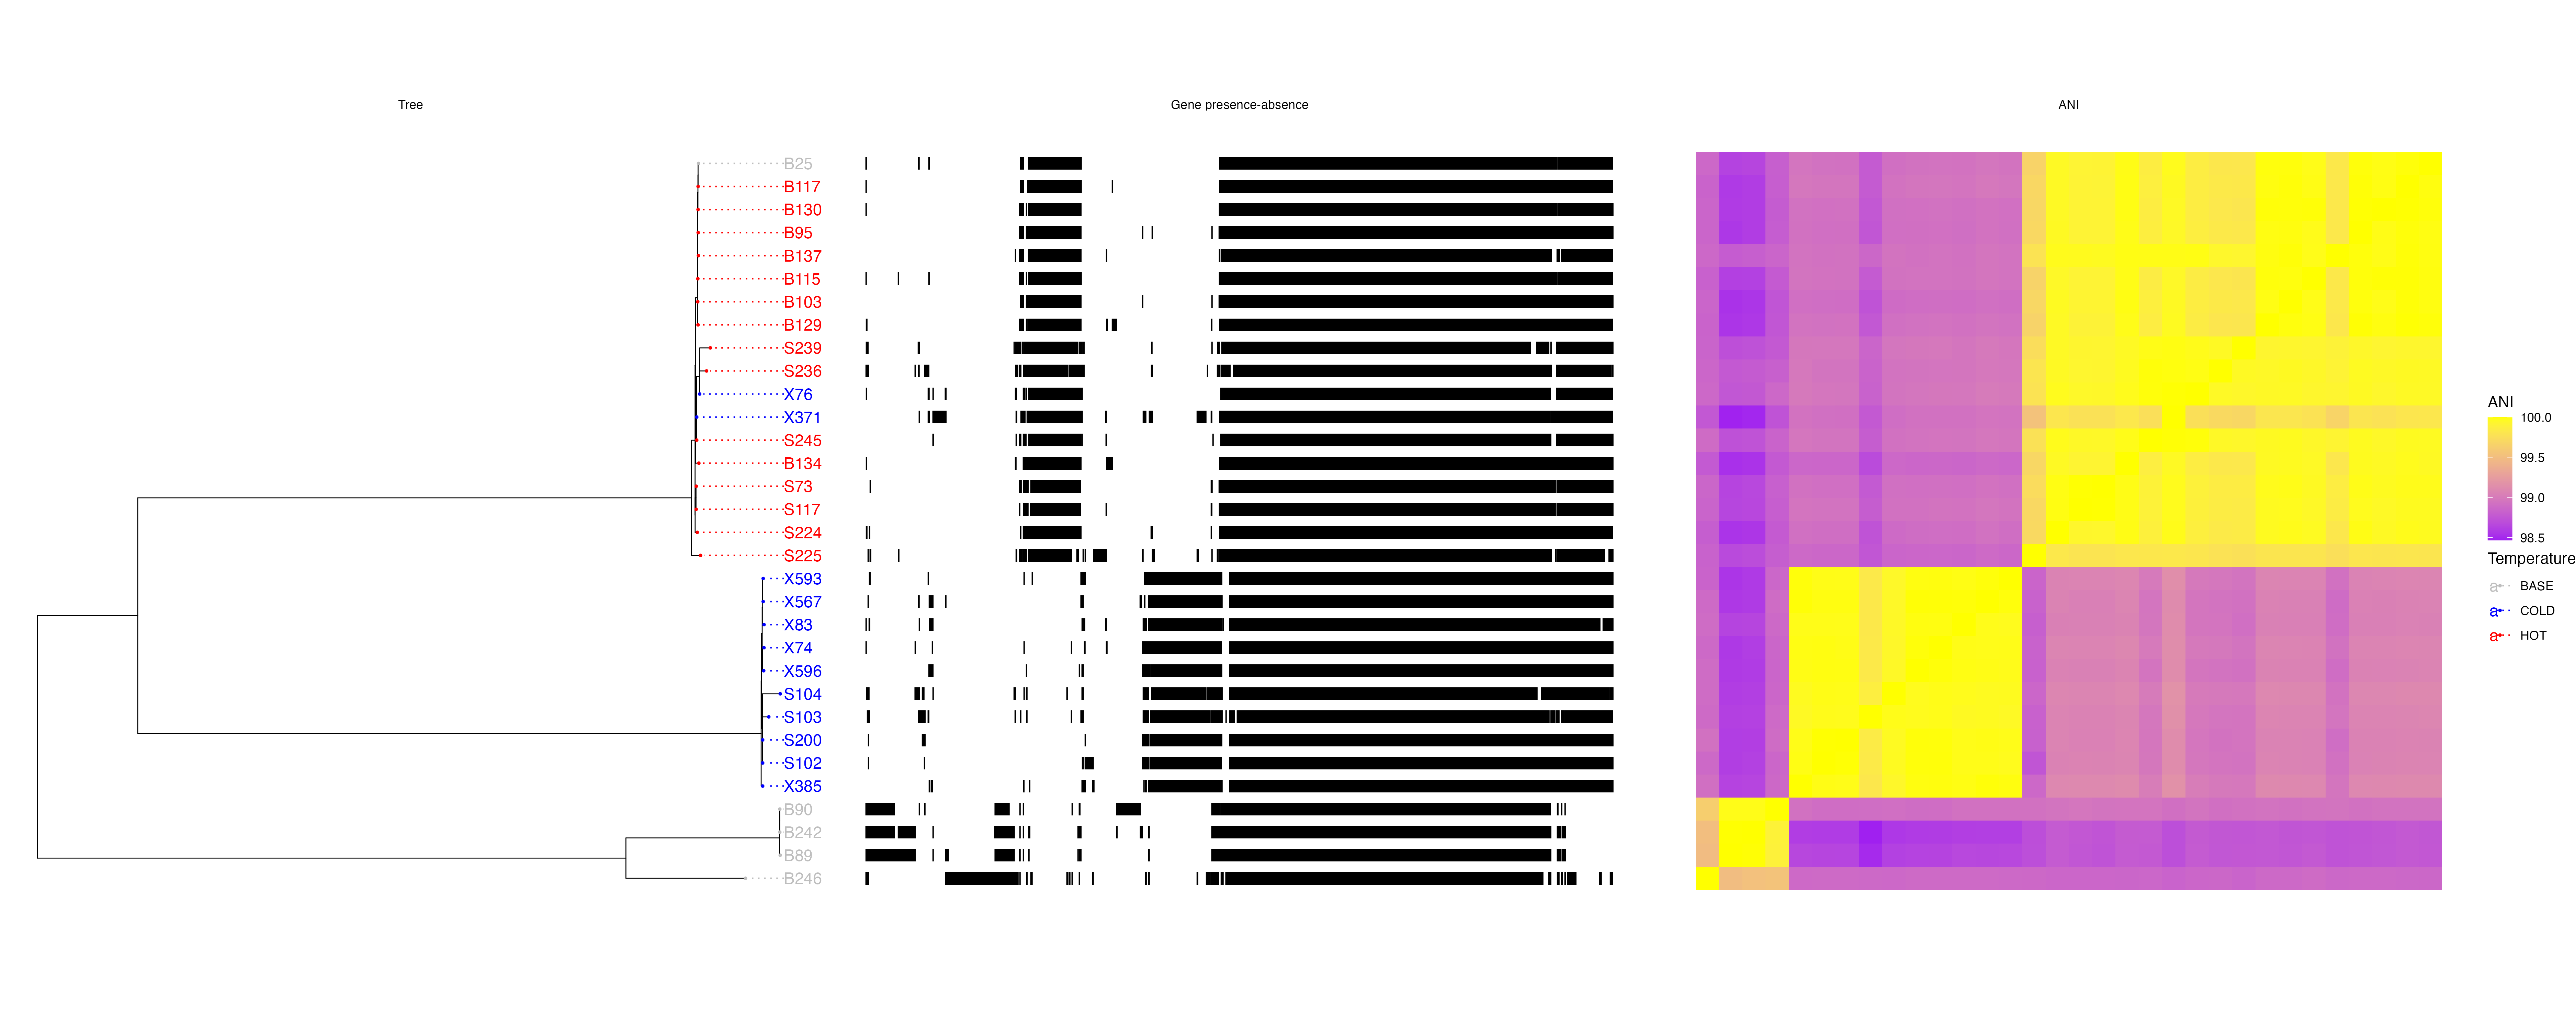 Tree
Gene presence-absence
ANI
B25
B117
B130
B95
B137
B115
B103
B129
S239
S236
X76
X371
S245
B134
S73
S117
S224
S225
X593
X567
X83
X74
X596
S104
S103
S200
S102
X385
B90
B242
B89
B246
ANI
100.0
99.5
99.0
98.5
Temperature
a BASE
a COLD
a HOT